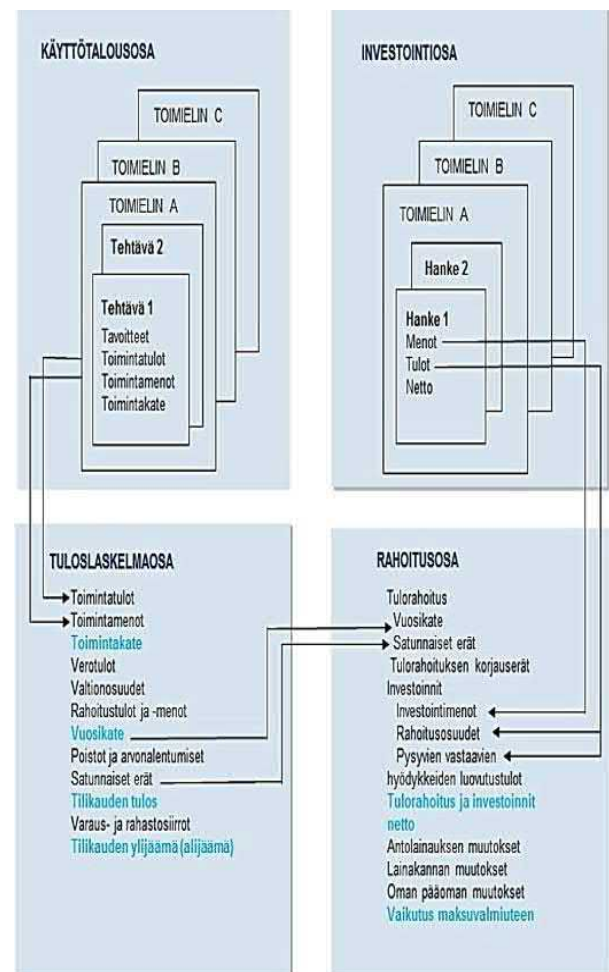 KÄYTTÖTALOUSOSA
TOIMIELIN C
TOIMIELIN B
TOIMIELIN A
Tehtävä 2
Tehtävä 1
Tavoitteet
Toimintatulot
Toimintamenot
Toimintakate
INVESTOINTIOSA
TOIMIELIN C
TOIMIELIN B
TOIMIELIN A
Hanke 2
Hanke 1
Menot
Tulot
Netto
TULOSLASKELMAOSA
Toimintatulot
Toimintamenot
Toimintakate
Verotulot
Valtionosuudet
Rahoitustulot ja -menot
Vuosikate
Poistot ja arvonalentumiset
Satunnaiset erät
Tilikauden tulos
Varaus- ja rahastosiirrot
Tilikauden ylijäämä (alijäämä)
RAHOITUSOSA
Tulorahoitus
Vuosikate
Satunnaiset erät
Tulorahoituksen korjauserät
Investoinnit
Investointimenot
Rahoitusosuudet
Pysyvien vastaavien
hyödykkeiden luovutustulot
Tulorahoitus ja investoinnit
netto
Antolainauksen muutokset
Lainakannan muutokset
Oman pääoman muutokset
Vaikutus maksuvalmiuteen